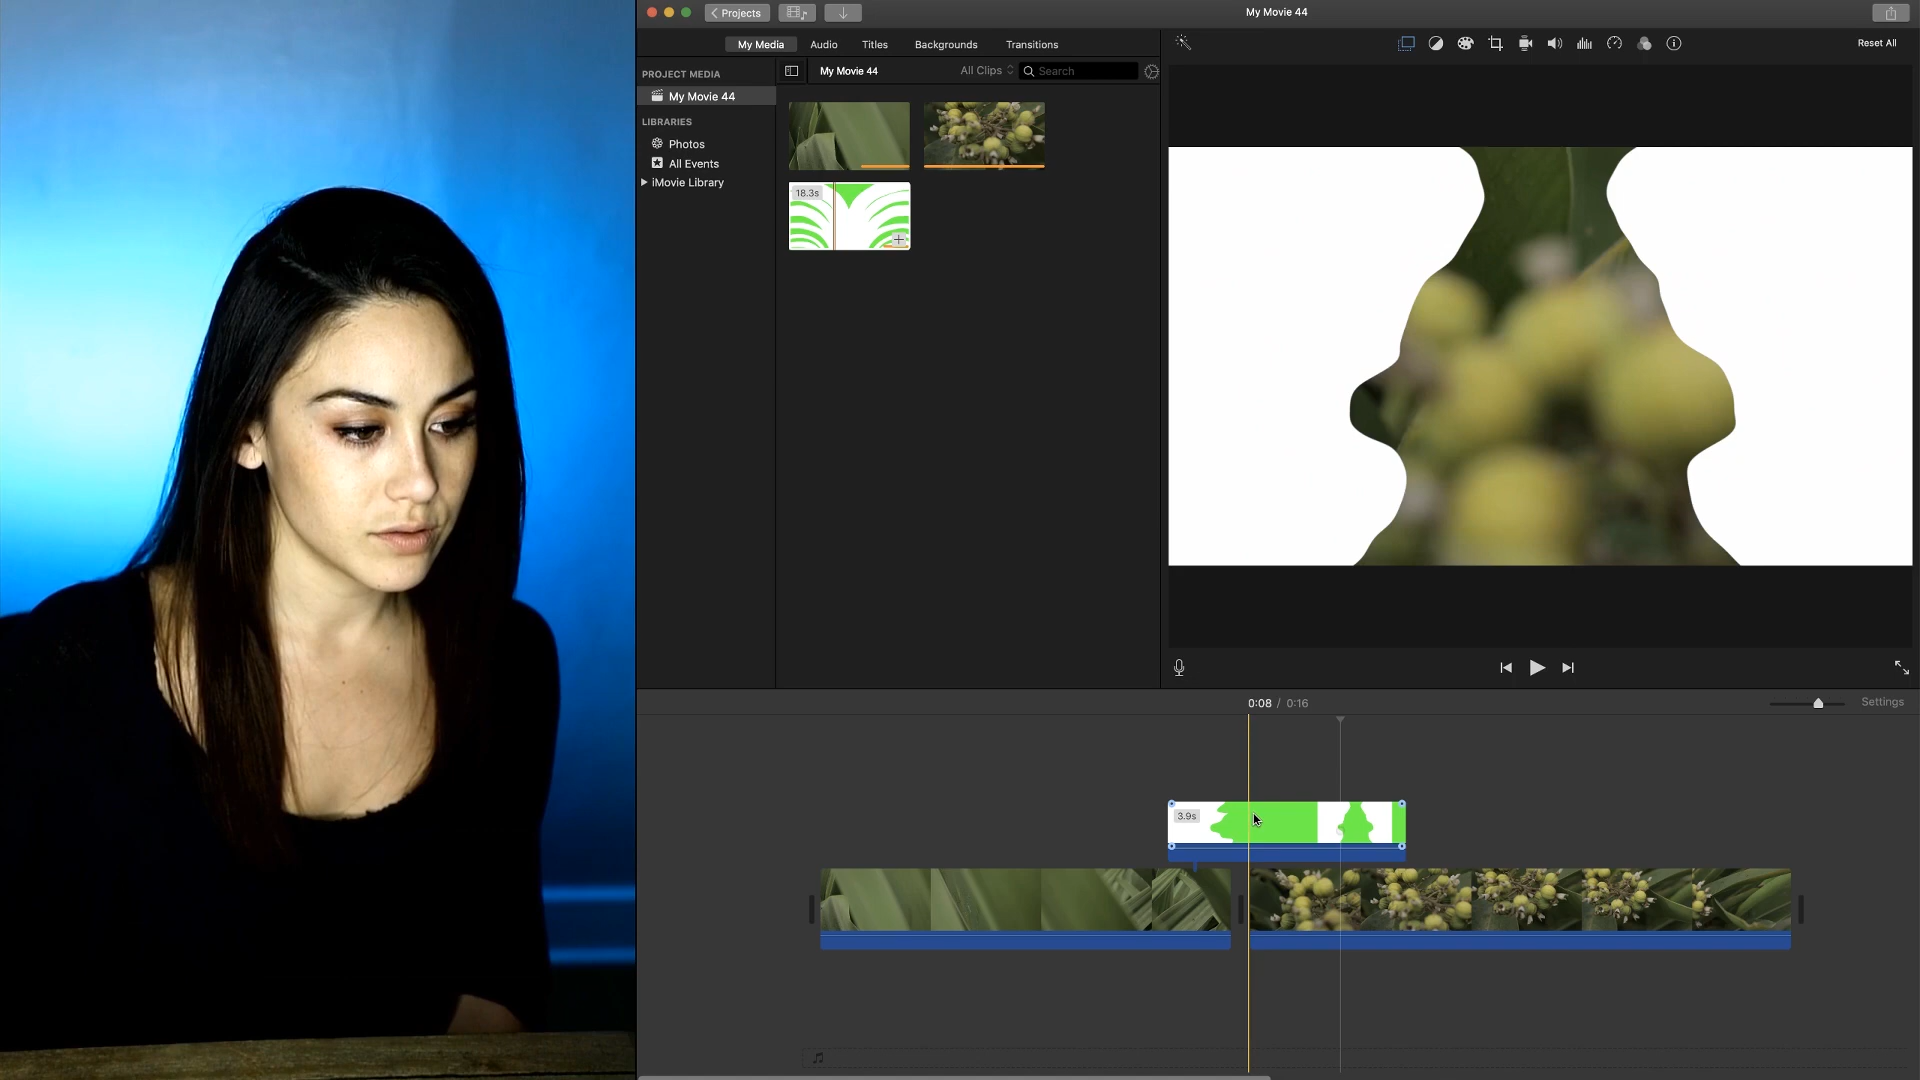 Projects
My Movie 44
My Media Audio Titles Backgrounds Transitions
Reset All
PROJECT MEDIA
My Movie 44
LIBRARIES
Photos
All Events
iMovie Library
My Movie 44 All Clips Search
18.3s
0:08 / 0:16
Settings
3.9s